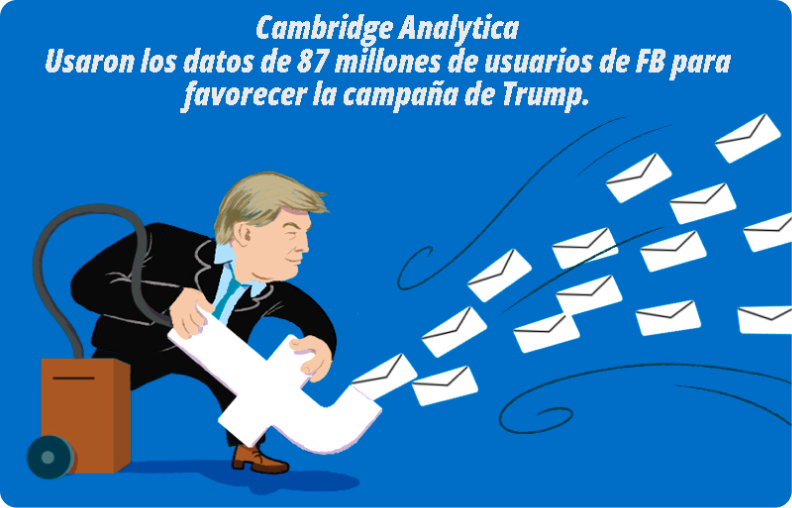 Cambridge Analytica
Usaron los datos de 87 millones de usuarios de FB para
favorecer la campaña de Trump.